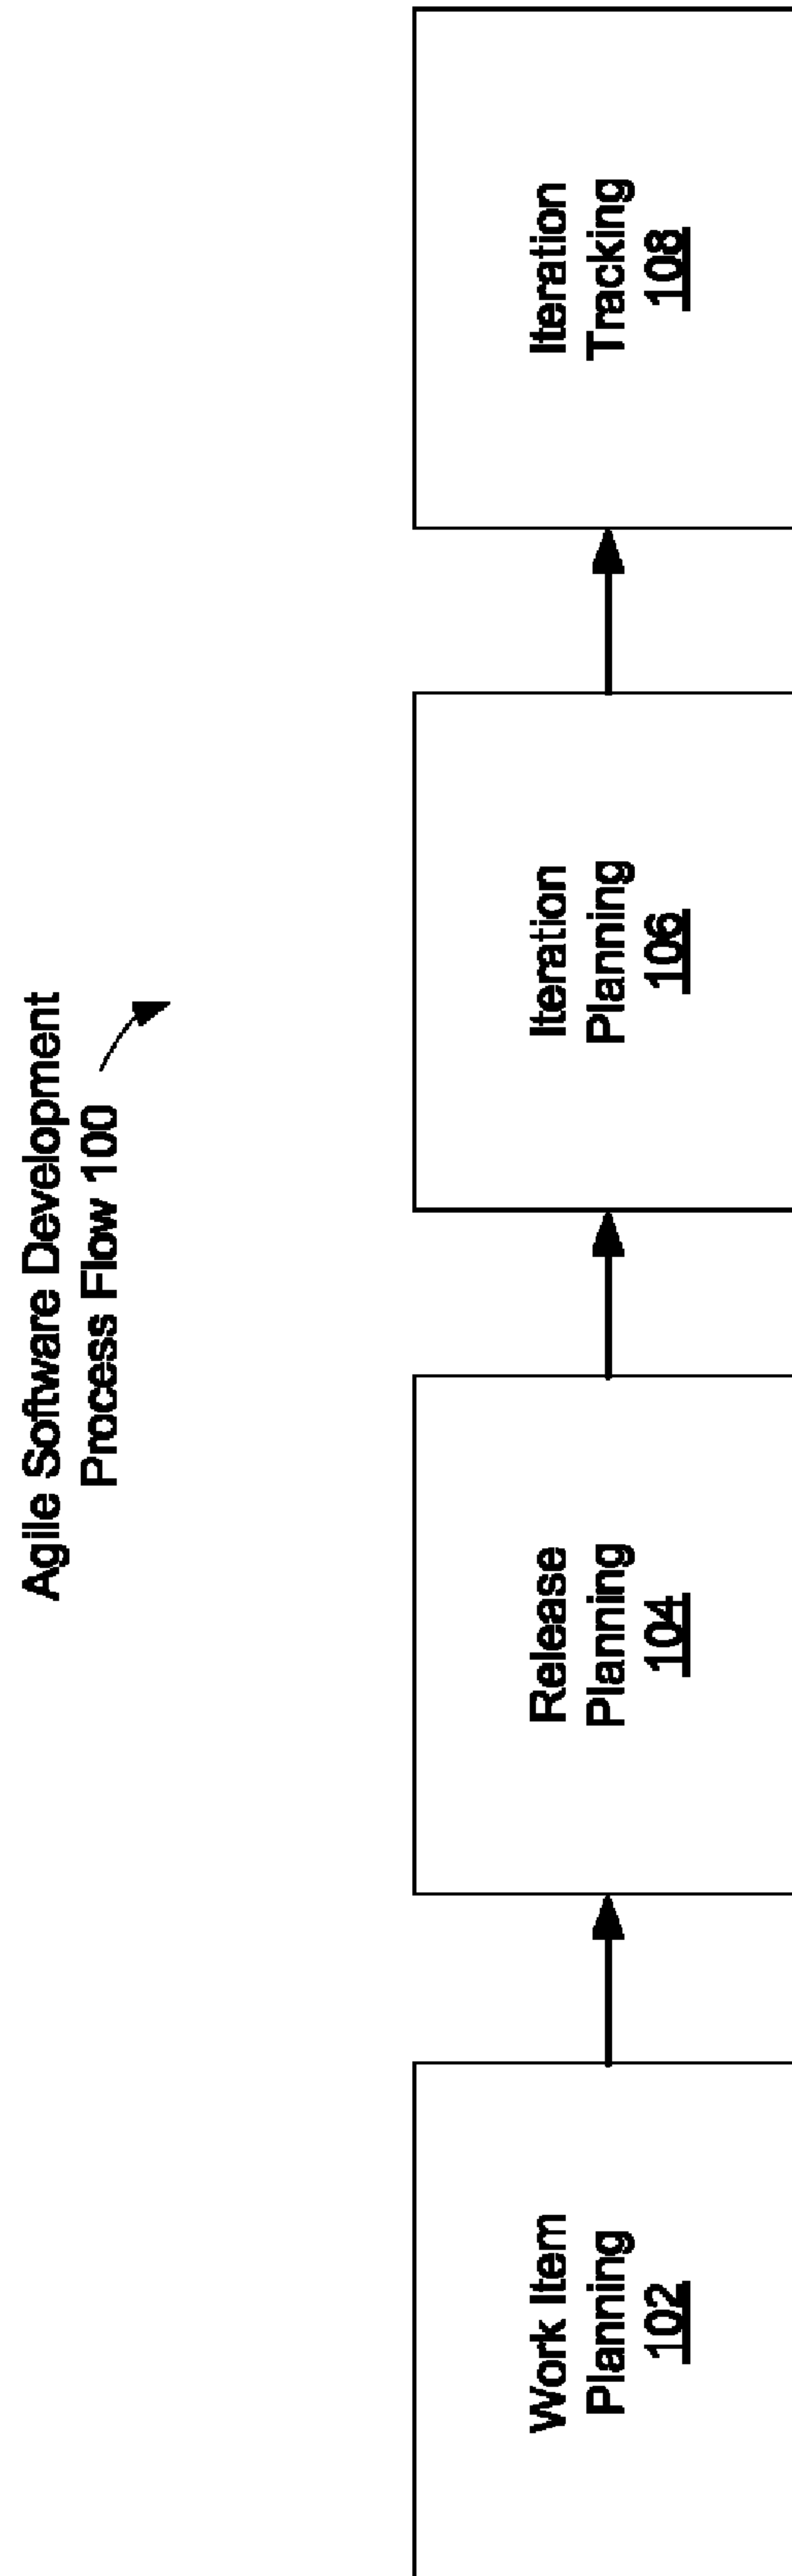 Agile Software Development
Process Flow 100
Work Item
Planning
102
Release
Planning
104
Iteration
Planning
106
Iteration
Tracking
108